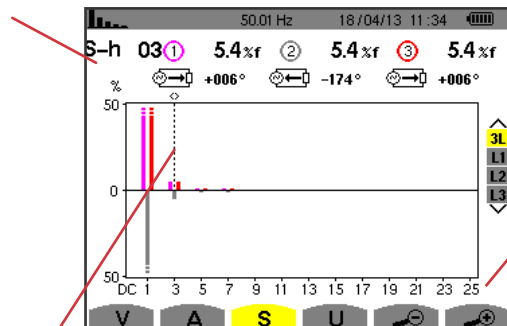 50.01 Hz 18/04/13 11:34
S-h 03 1 5.4%f 2 5.4%f 3 5.4%f
+006° -174° +006°
%
50
0
50
DC 1 3 5 7 9 11 13 15 17 19 21 23 25
3L
L1
L2
L3
V A S U